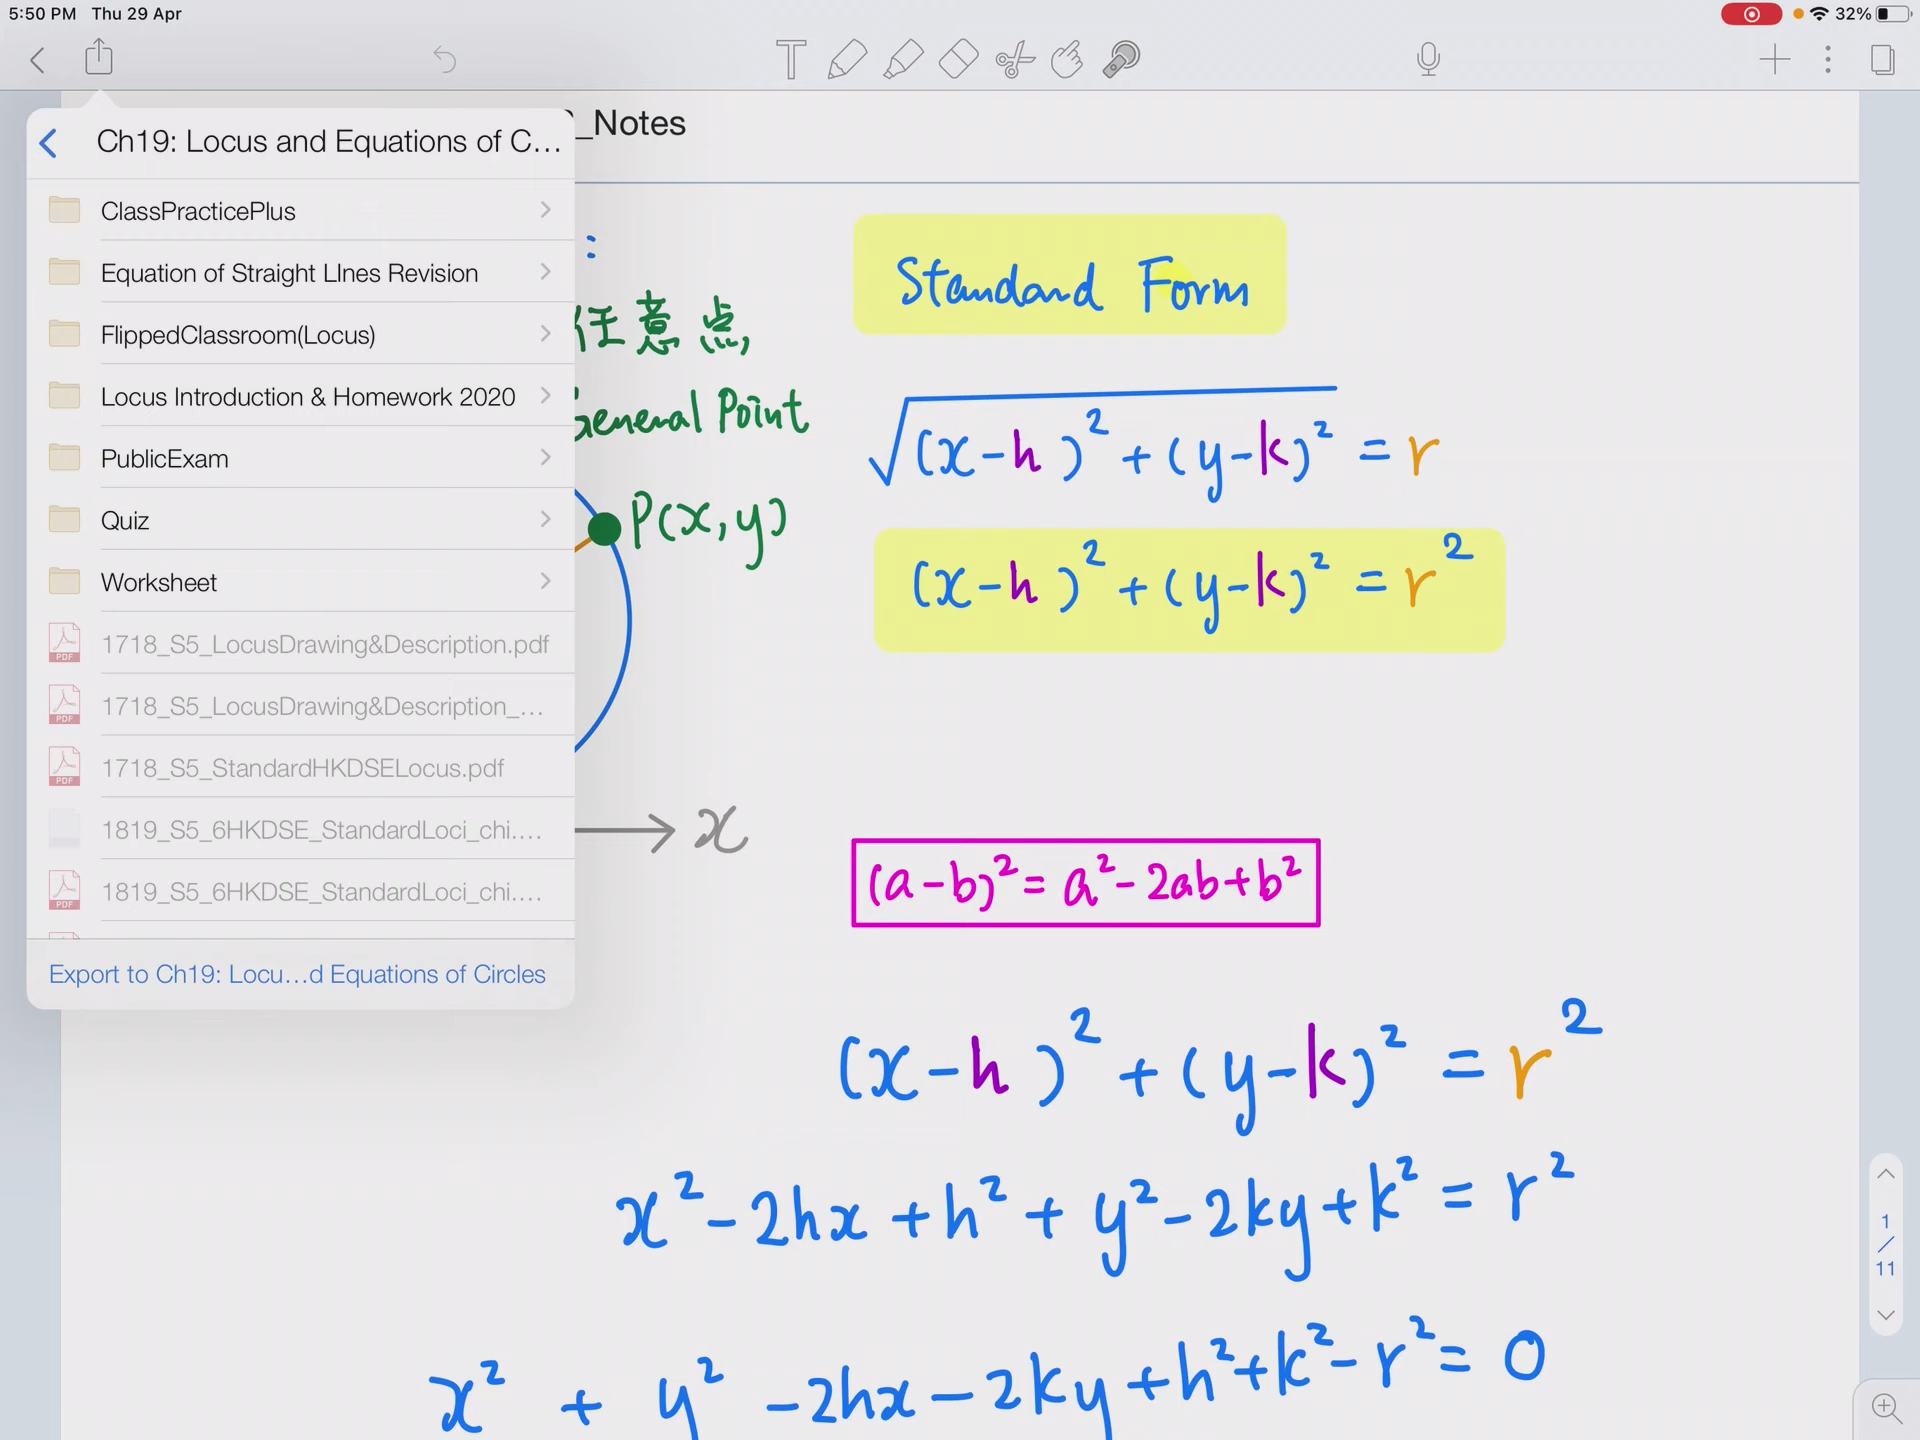 5:50 PM Thu 29 Apr
32%
Ch19: Locus and Equations of C...
ClassPracticePlus
Equation of Straight LInes Revision
FlippedClassroom(Locus)
Locus Introduction & Homework 2020
PublicExam
Quiz
Worksheet
1718_S5_LocusDrawing&Description.pdf
1718_S5_LocusDrawing&Description_...
1718_S5_StandardHKDSELocus.pdf
1819_S5_6HKDSE_StandardLoci_chi....
1819_S5_6HKDSE_StandardLoci_chi....
Export to Ch19: Locu...d Equations of Circles
_Notes
:
任意点,
General Point
P(x,y)
x
Standard Form
√(x-h)²+(y-k)² = r
(x-h)²+(y-k)² = r²
(a-b)²= a²-2ab+b²
(x-h)²+(y-k)² = r²
x²-2hx+h²+y²-2ky+k² = r²
x² + y² -2hx-2ky+h²+k²-r²= 0
1
/
11